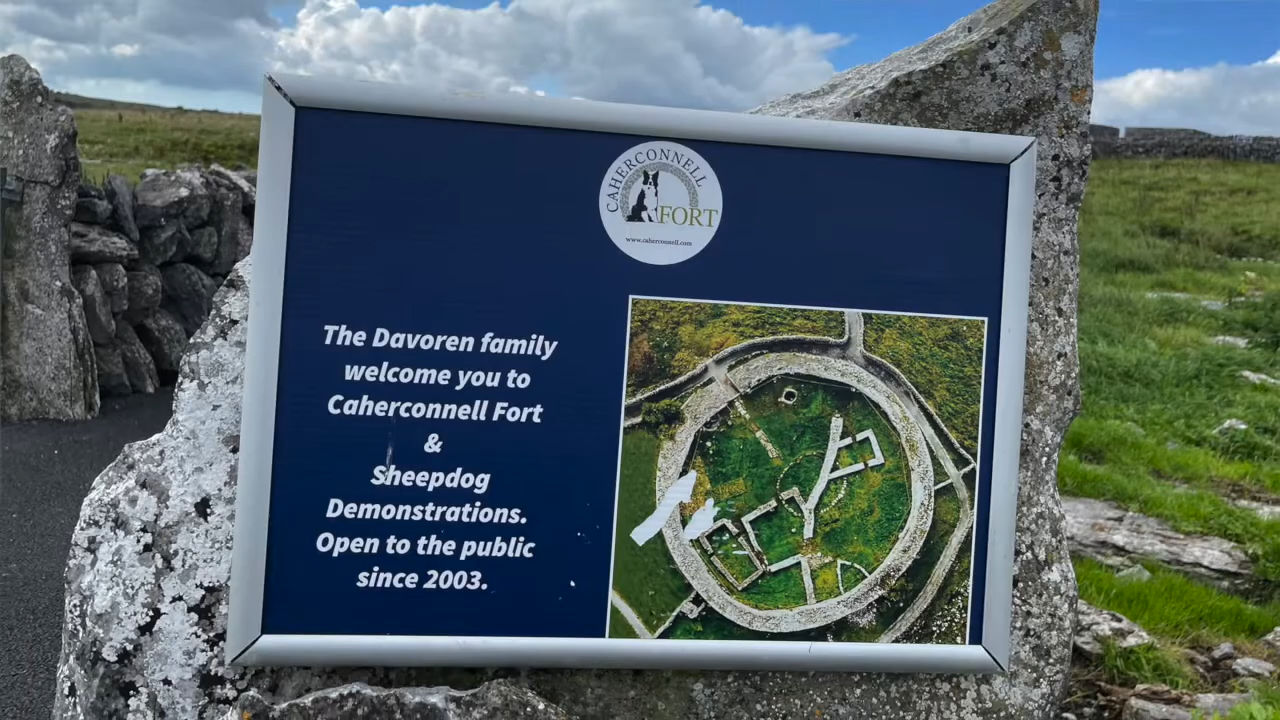 CAHERCONNELL
FORT
www.caherconnell.com
The Davoren family
welcome you to
Caherconnell Fort
&
Sheepdog
Demonstrations.
Open to the public
since 2003.